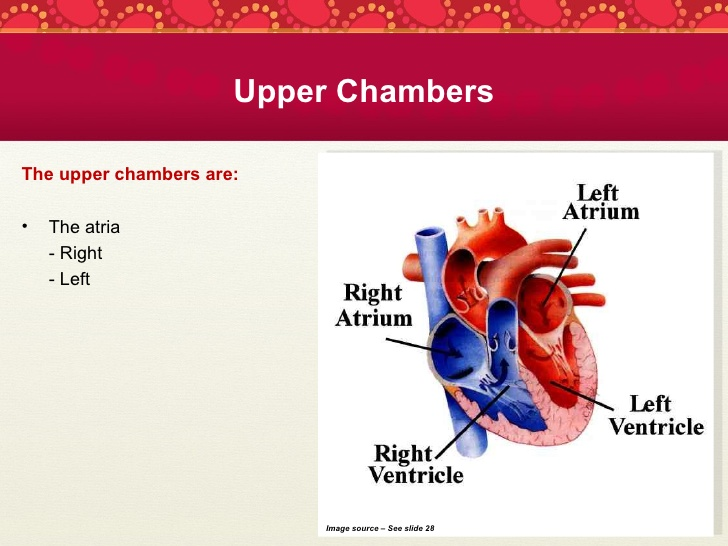 Upper Chambers
The upper chambers are:
• The atria
- Right
- Left
Left
Atrium
Right
Atrium
Left
Ventricle
Right
Ventricle
Image source – See slide 28